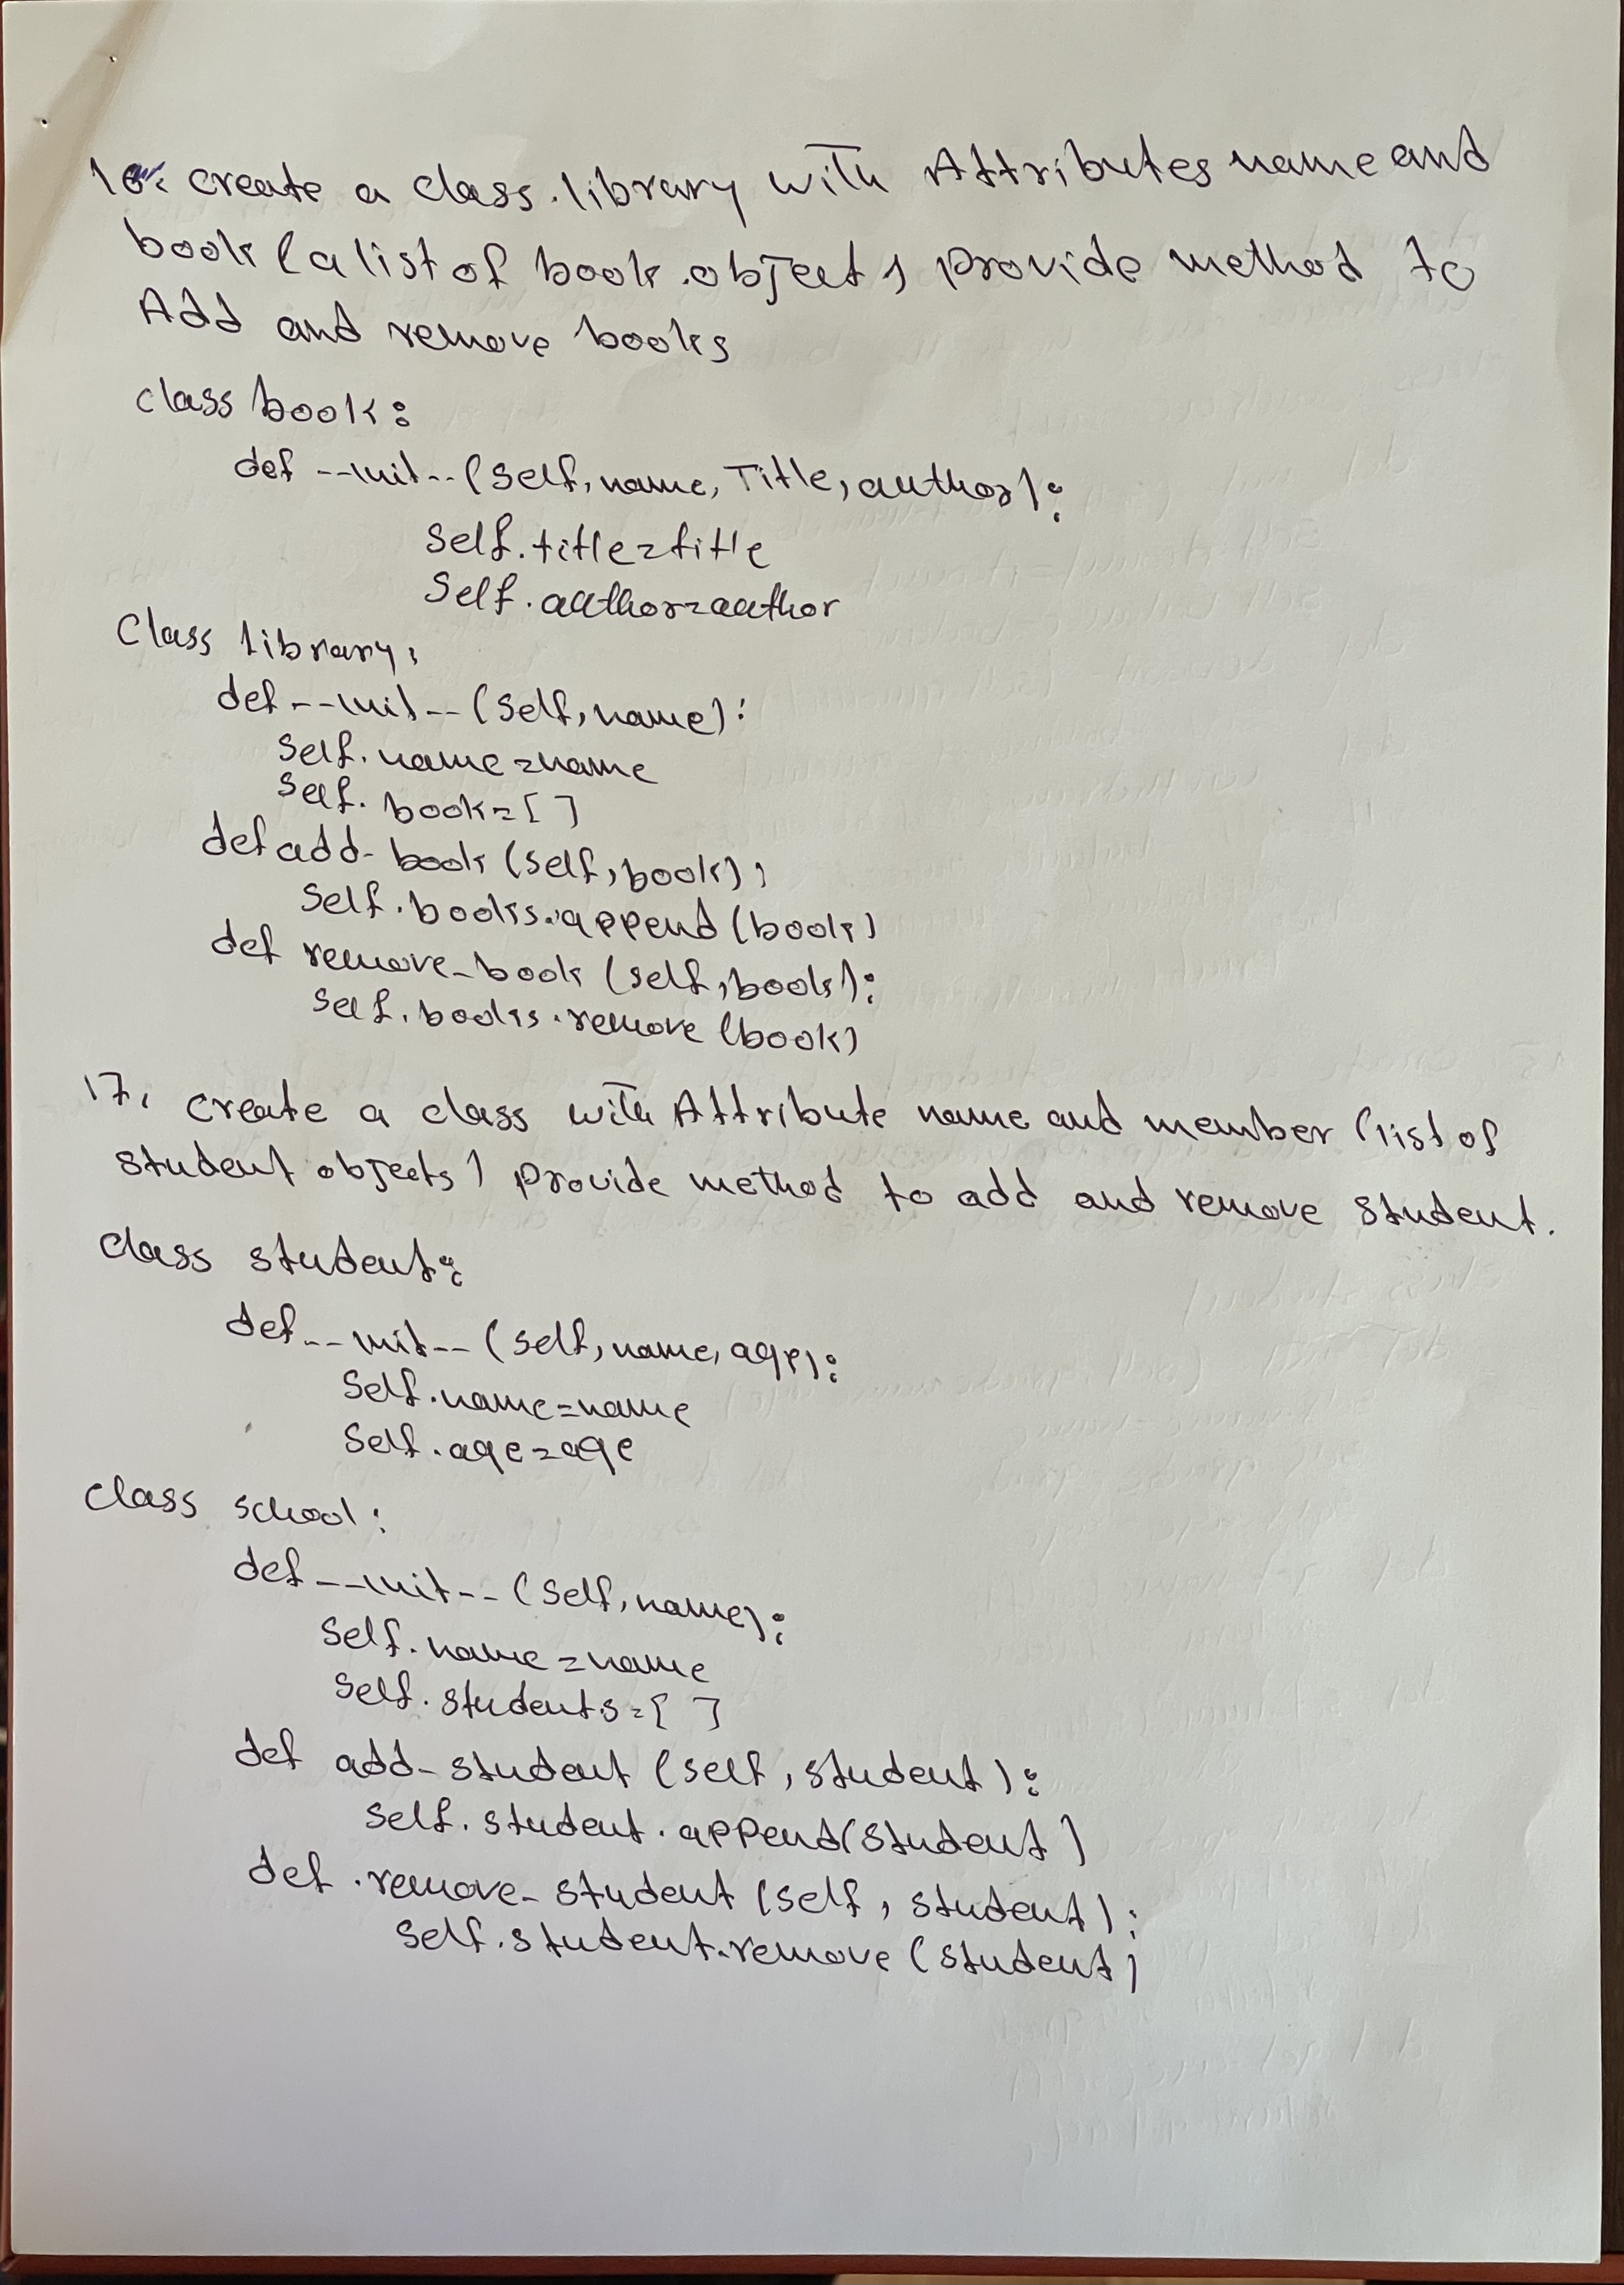 16. create a class.library with Attributes name and
book (a list of book.object) provide method to
Add and remove books
class book:
def --init--(self, name, Title, author):
self.title=title
self.author=author
Class library:
def --init--(self, name):
self.name=name
self.book=[ ]
def add-book (self, book):
self.books.append(book)
def remove-book (self, book):
self.books.remove (book)
17. create a class with Attribute name and member (list of
student objects) provide method to add and remove student.
class student:
def--init--(self, name, age):
self.name=name
self.age=age
class school:
def--init--(self, name):
self.name=name
self.students=[ ]
def add-student (self, student):
self.student.append(student)
def .remove-student (self, student):
self.student.remove (student)